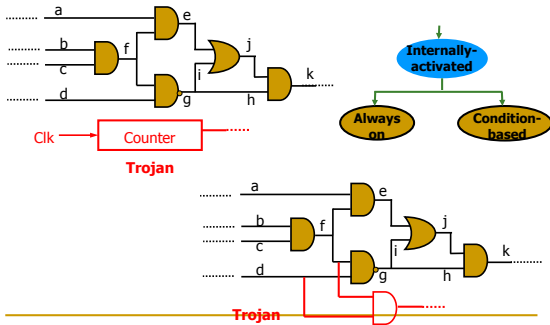 a
e
b
f
j
c
i
k
d
g
h
Clk
Counter
Trojan
Internally-
activated
Always
on
Condition-
based
a
e
b
f
j
c
i
k
d
g
h
Trojan